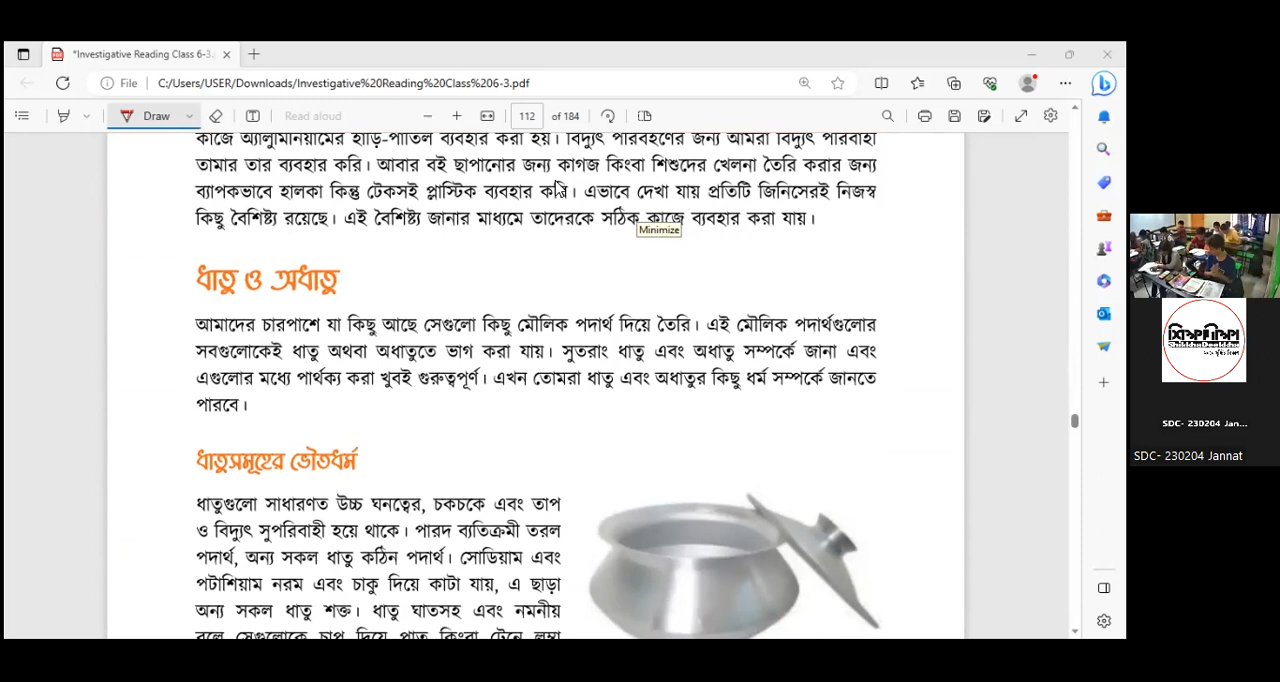 *Investigative Reading Class 6-3.
File C:/Users/USER/Downloads/Investigative%20Reading%20Class%206-3.pdf
Draw Read aloud 112 of 184
কাজে অ্যালুমিনিয়ামের হাঁড়ি-পাতিল ব্যবহার করা হয়। বিদ্যুৎ পরিবহণের জন্য আমরা বিদ্যুৎ পরিবাহী
তামার তার ব্যবহার করি। আবার বই ছাপানোর জন্য কাগজ কিংবা শিশুদের খেলনা তৈরি করার জন্য
ব্যাপকভাবে হালকা কিন্তু টেকসই প্লাস্টিক ব্যবহার করি। এভাবে দেখা যায় প্রতিটি জিনিসেরই নিজস্ব
কিছু বৈশিষ্ট্য রয়েছে। এই বৈশিষ্ট্য জানার মাধ্যমে তাদেরকে সঠিক কাজে ব্যবহার করা যায়।
Minimize
ধাতু ও অধাতু
আমাদের চারপাশে যা কিছু আছে সেগুলো কিছু মৌলিক পদার্থ দিয়ে তৈরি। এই মৌলিক পদার্থগুলোর
সবগুলোকেই ধাতু অথবা অধাতুতে ভাগ করা যায়। সুতরাং ধাতু এবং অধাতু সম্পর্কে জানা এবং
এগুলোর মধ্যে পার্থক্য করা খুবই গুরুত্বপূর্ণ। এখন তোমরা ধাতু এবং অধাতুর কিছু ধর্ম সম্পর্কে জানতে
পারবে।
ধাতুসমূহের ভৌতধর্ম
ধাতুগুলো সাধারণত উচ্চ ঘনত্বের, চকচকে এবং তাপ
ও বিদ্যুৎ সুপরিবাহী হয়ে থাকে। পারদ ব্যতিক্রমী তরল
পদার্থ, অন্য সকল ধাতু কঠিন পদার্থ। সোডিয়াম এবং
পটাশিয়াম নরম এবং চাকু দিয়ে কাটা যায়, এ ছাড়া
অন্য সকল ধাতু শক্ত। ধাতু ঘাতসহ এবং নমনীয়
বলে সেগুলোকে চাপ দিয়ে পাত কিংবা টেনে লম্বা
শিক্ষাদীক্ষা
ShikkhaDeekkha
SDC- 230204 Jan...
SDC- 230204 Jannat